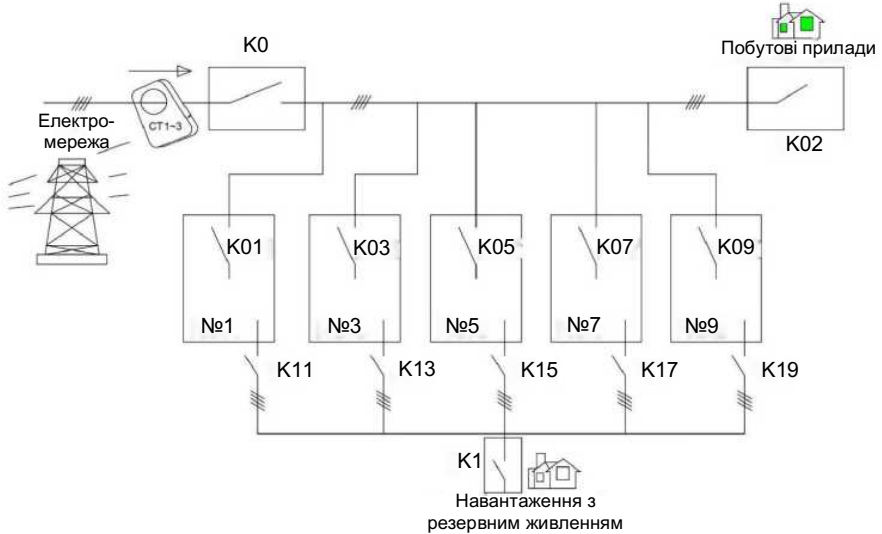 K0
Побутові прилади
CT1~3
Електро-
мережа
K02
K01
K03
K05
K07
K09
№1
№3
№5
№7
№9
K11
K13
K15
K17
K19
K1
Навантаження з
резервним живленням